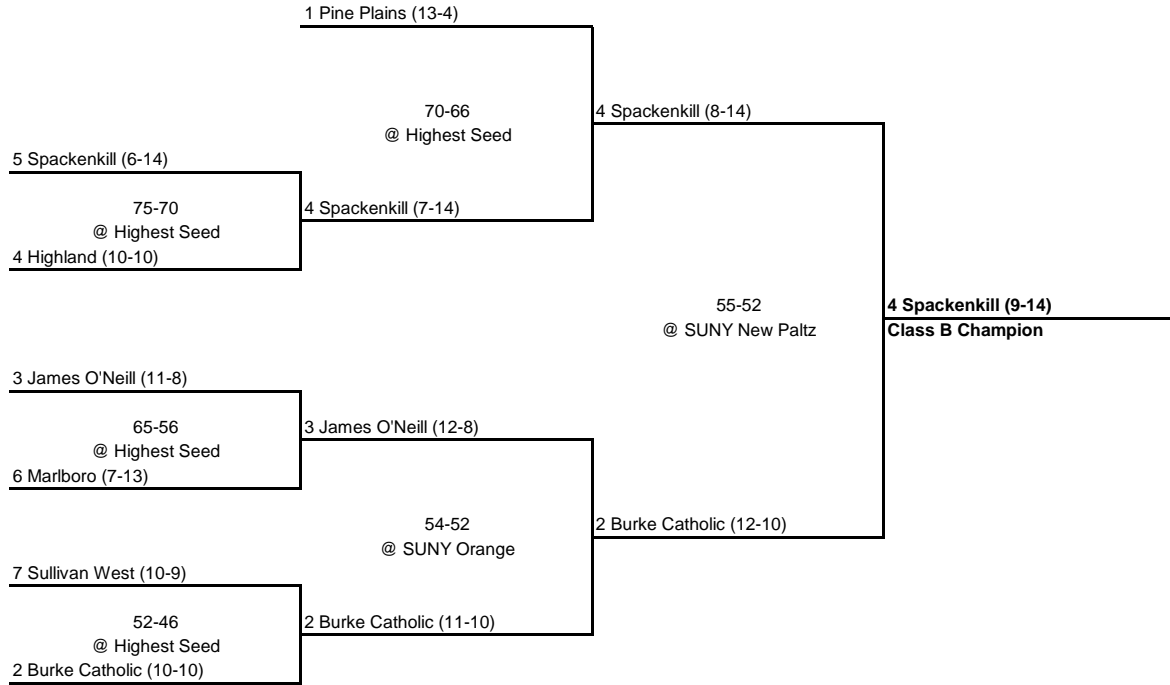 1 Pine Plains (13-4)
70-66
@ Highest Seed
4 Spackenkill (8-14)
5 Spackenkill (6-14)
75-70
@ Highest Seed
4 Spackenkill (7-14)
4 Highland (10-10)
55-52
@ SUNY New Paltz
4 Spackenkill (9-14)
Class B Champion
3 James O'Neill (11-8)
65-56
@ Highest Seed
3 James O'Neill (12-8)
6 Marlboro (7-13)
54-52
@ SUNY Orange
2 Burke Catholic (12-10)
7 Sullivan West (10-9)
52-46
@ Highest Seed
2 Burke Catholic (11-10)
2 Burke Catholic (10-10)